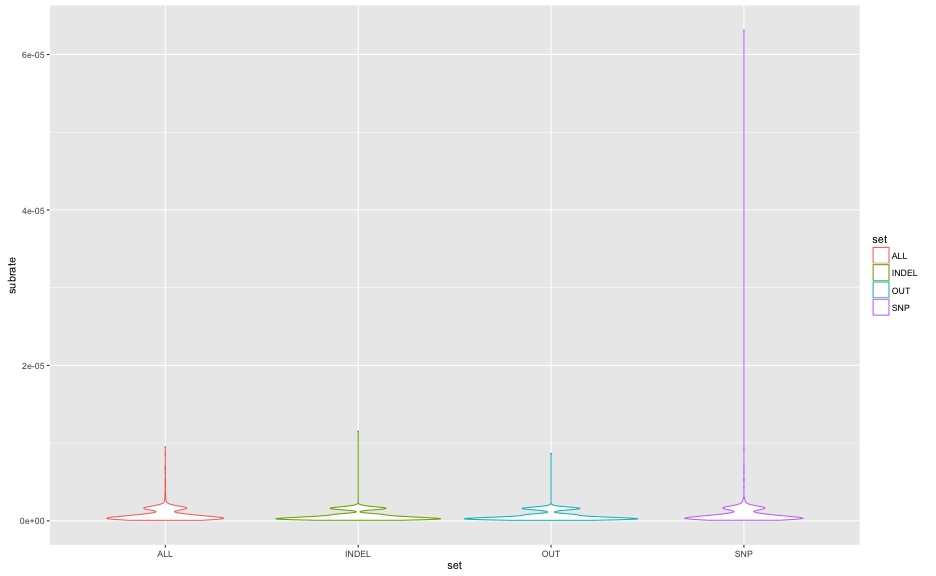 6e-05
4e-05
2e-05
0e+00
subrate
ALL
INDEL
OUT
SNP
set
set
ALL
INDEL
OUT
SNP